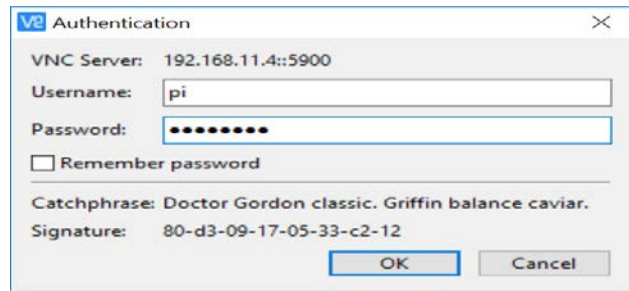 V2 Authentication
VNC Server: 192.168.11.4::5900
Username: pi
Password: ••••••••
Remember password
Catchphrase: Doctor Gordon classic. Griffin balance caviar.
Signature: 80-d3-09-17-05-33-c2-12
OK Cancel